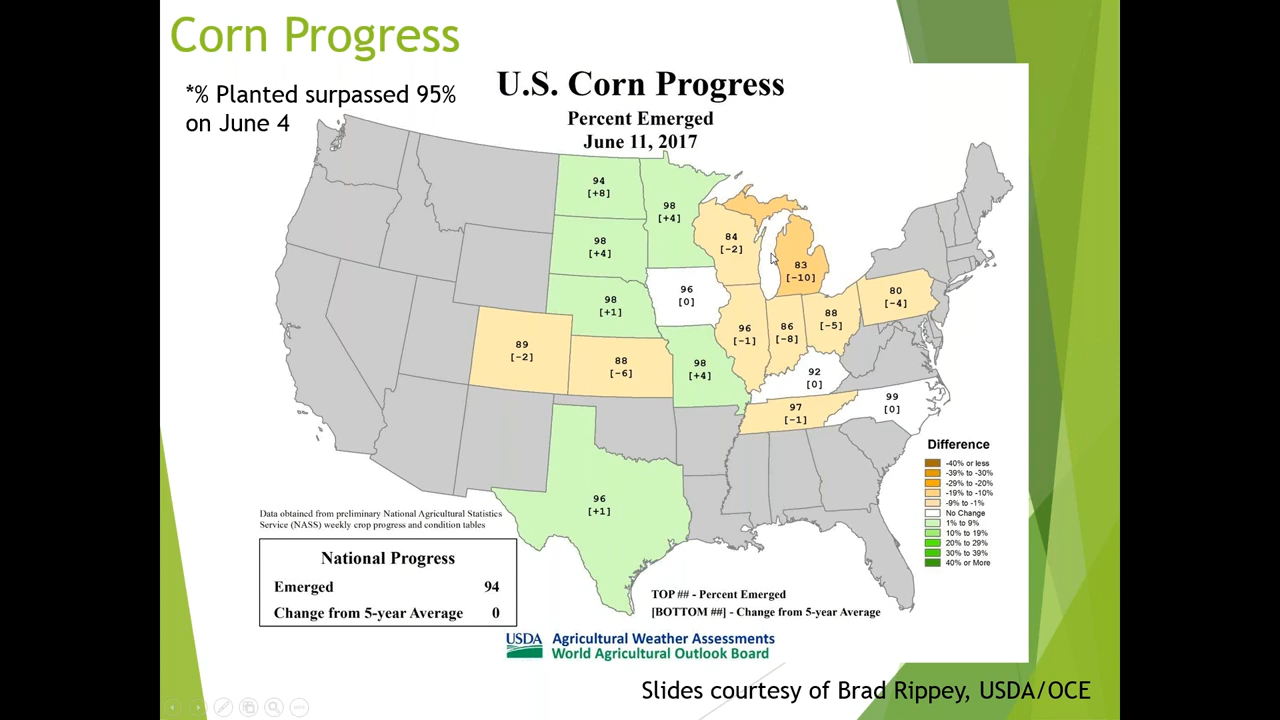 Corn Progress
*% Planted surpassed 95%
on June 4
U.S. Corn Progress
Percent Emerged
June 11, 2017
94
[+8]
98
[+4]
84
[-2]
98
[+4]
83
[-10]
96
[0]
98
[+1]
80
[-4]
88
[-5]
96
[-1]
86
[-8]
89
[-2]
88
[-6]
98
[+4]
92
[0]
99
[0]
97
[-1]
96
[+1]
Difference
-40% or less
-39% to -30%
-29% to -20%
-19% to -10%
-9% to -1%
No Change
1% to 9%
10% to 19%
20% to 29%
30% to 39%
40% or More
Data obtained from preliminary National Agricultural Statistics
Service (NASS) weekly crop progress and condition tables
National Progress
Emerged 94
Change from 5-year Average 0
TOP ## - Percent Emerged
[BOTTOM ##] - Change from 5-year Average
USDA Agricultural Weather Assessments
World Agricultural Outlook Board
Slides courtesy of Brad Rippey, USDA/OCE